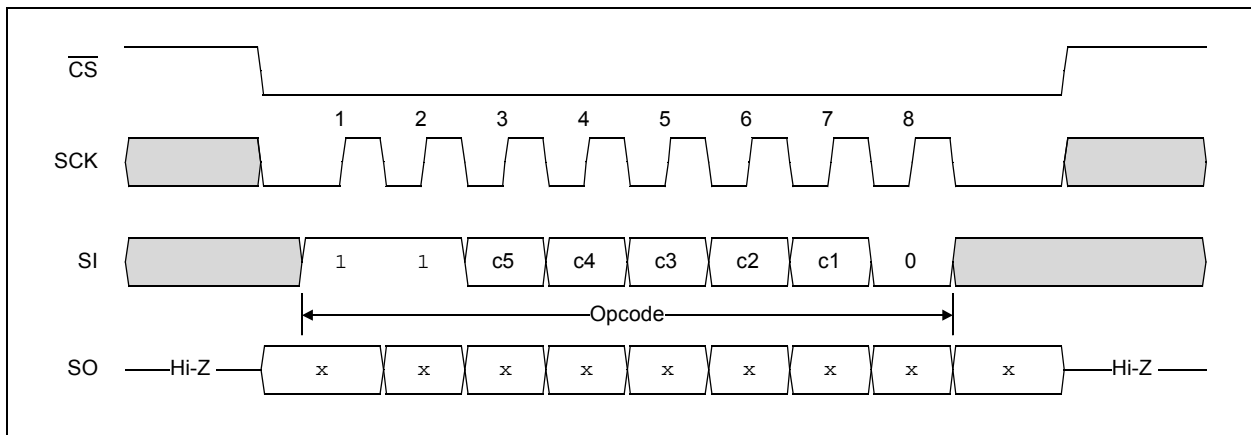 CS
1 2 3 4 5 6 7 8
SCK
SI 1 1 c5 c4 c3 c2 c1 0
Opcode
SO Hi-Z x x x x x x x x Hi-Z